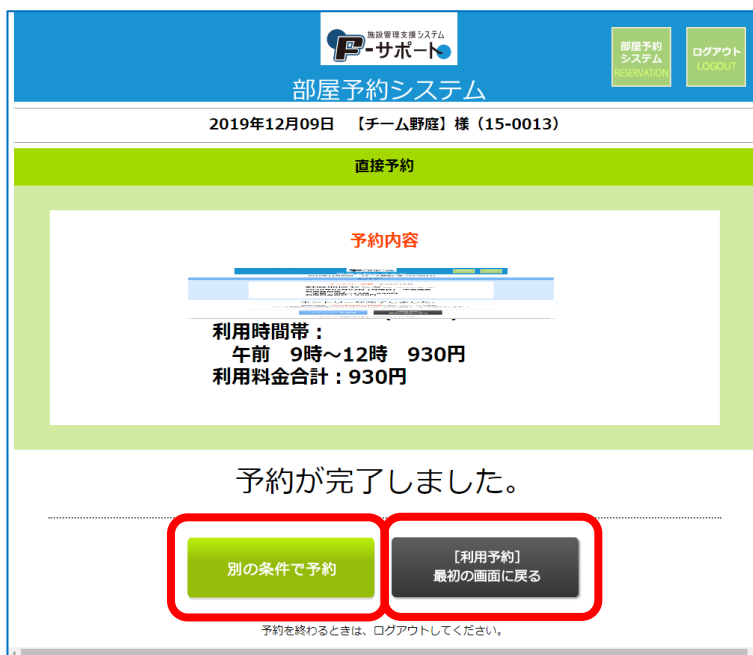 施設管理支援システム
F-サポート
部屋予約
システム
RESERVATION
ログアウト
LOGOUT
部屋予約システム
2019年12月09日　【チーム野庭】様（15-0013）
直接予約
予約内容
利用時間帯：
午前　9時～12時　930円
利用料金合計：930円
予約が完了しました。
別の条件で予約
［利用予約］
最初の画面に戻る
予約を終わるときは、ログアウトしてください。